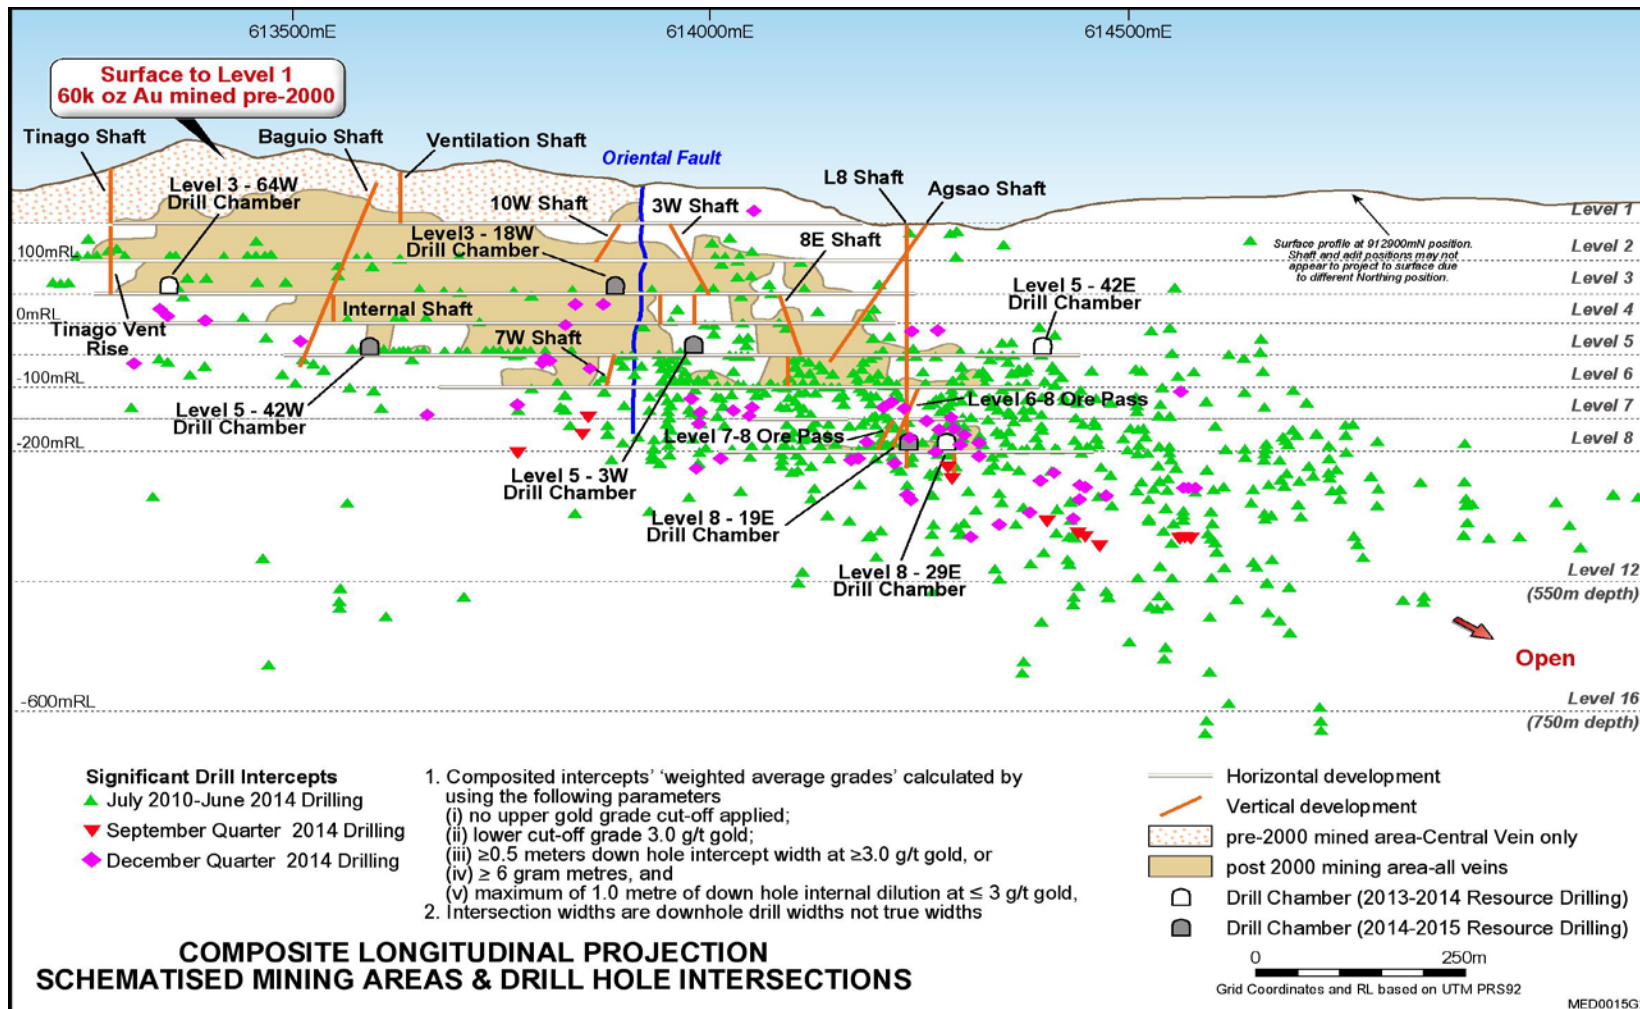 613500mE
614000mE
614500mE
Surface to Level 1
60k oz Au mined pre-2000
Tinago Shaft
Baguio Shaft
Ventilation Shaft
Oriental Fault
L8 Shaft
Agsao Shaft
Level 3 - 64W
Drill Chamber
10W Shaft
3W Shaft
Level 1
Level3 - 18W
Drill Chamber
8E Shaft
Surface profile at 912900mN position.
Shaft and adit positions may not
appear to project to surface due
to different Northing position.
Level 2
100mRL
Level 3
Level 5 - 42E
Drill Chamber
Internal Shaft
Level 4
0mRL
Tinago Vent
Rise
7W Shaft
Level 5
Level 6
-100mRL
Level 5 - 42W
Drill Chamber
Level 6-8 Ore Pass
Level 7
Level 7-8 Ore Pass
Level 8
-200mRL
Level 5 - 3W
Drill Chamber
Level 8 - 19E
Drill Chamber
Level 8 - 29E
Drill Chamber
Level 12
(550m depth)
Open
-600mRL
Level 16
(750m depth)
Significant Drill Intercepts
July 2010-June 2014 Drilling
September Quarter 2014 Drilling
December Quarter 2014 Drilling
1. Composited intercepts' 'weighted average grades' calculated by
using the following parameters
(i) no upper gold grade cut-off applied;
(ii) lower cut-off grade 3.0 g/t gold;
(iii) ≥0.5 meters down hole intercept width at ≥3.0 g/t gold, or
(iv) ≥ 6 gram metres, and
(v) maximum of 1.0 metre of down hole internal dilution at ≤ 3 g/t gold,
2. Intersection widths are downhole drill widths not true widths
Horizontal development
Vertical development
pre-2000 mined area-Central Vein only
post 2000 mining area-all veins
Drill Chamber (2013-2014 Resource Drilling)
Drill Chamber (2014-2015 Resource Drilling)
COMPOSITE LONGITUDINAL PROJECTION
SCHEMATISED MINING AREAS & DRILL HOLE INTERSECTIONS
0 250m
Grid Coordinates and RL based on UTM PRS92